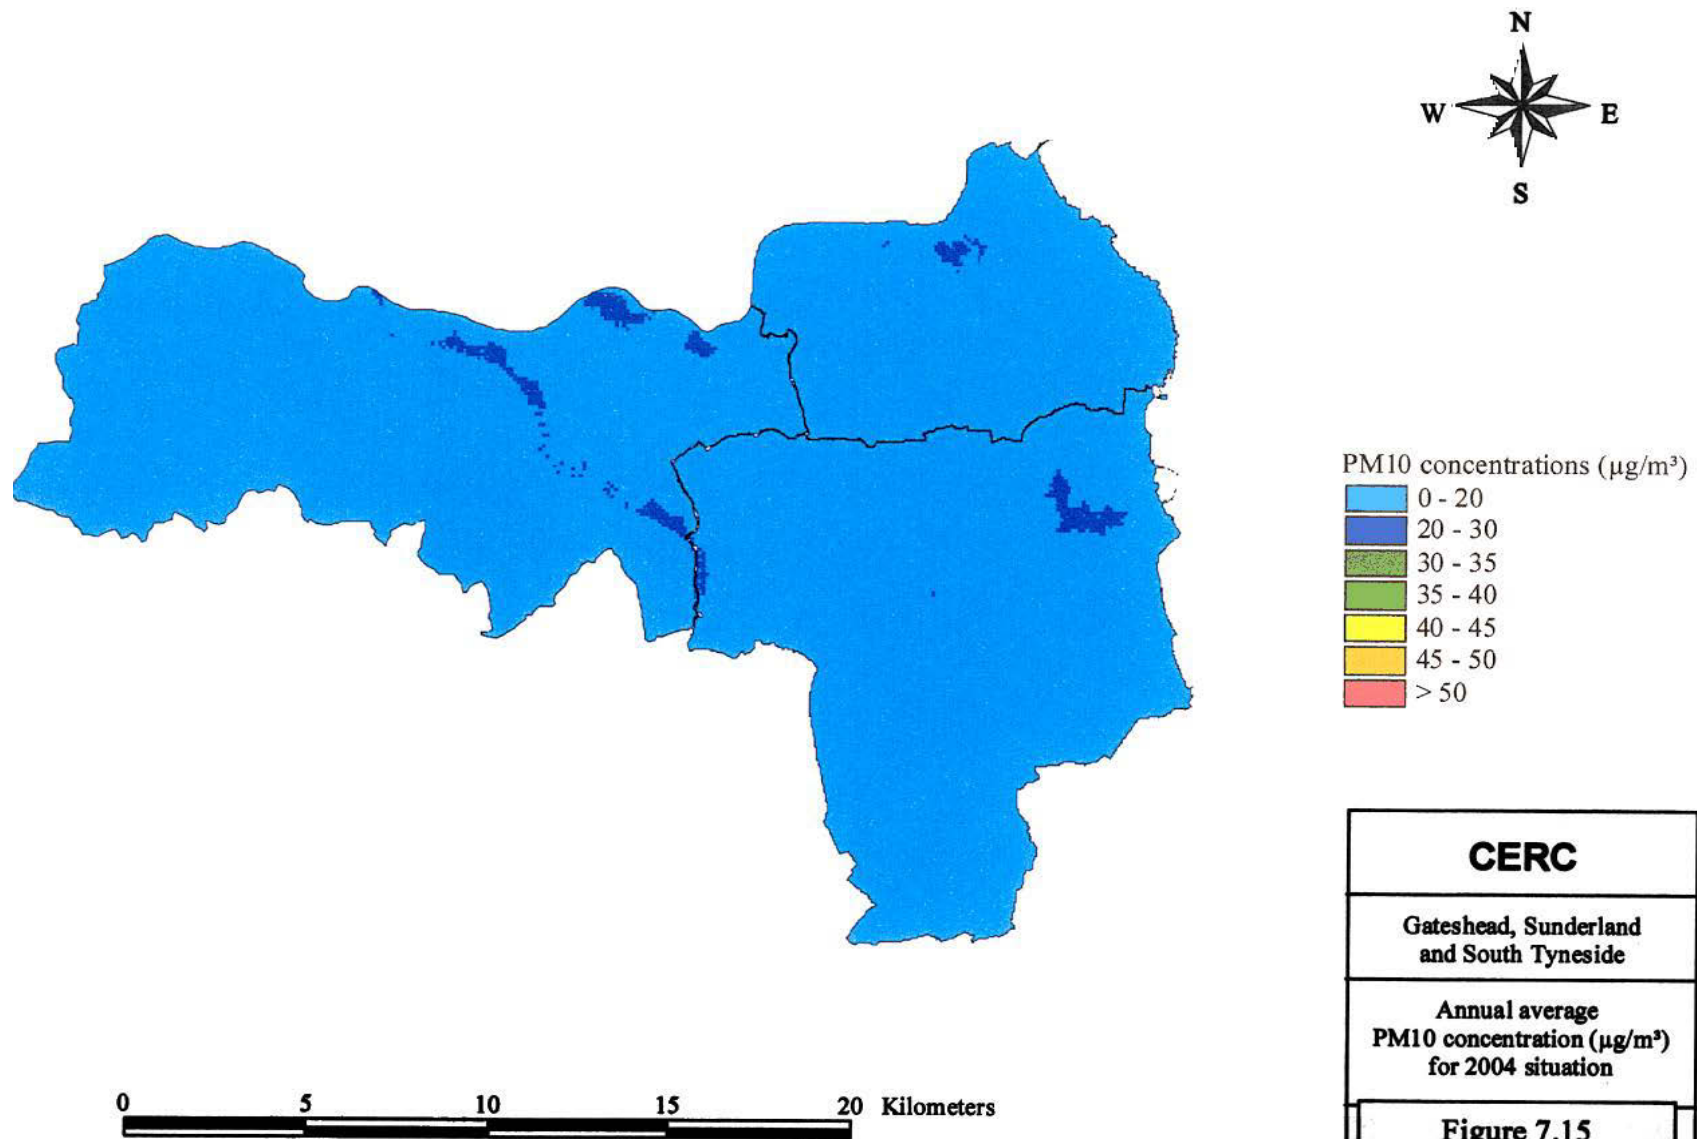 N
W E
S
PM10 concentrations (µg/m³)
0 - 20
20 - 30
30 - 35
35 - 40
40 - 45
45 - 50
> 50
CERC
Gateshead, Sunderland
and South Tyneside
Annual average
PM10 concentration (µg/m³)
for 2004 situation
Figure 7.15
0 5 10 15 20 Kilometers